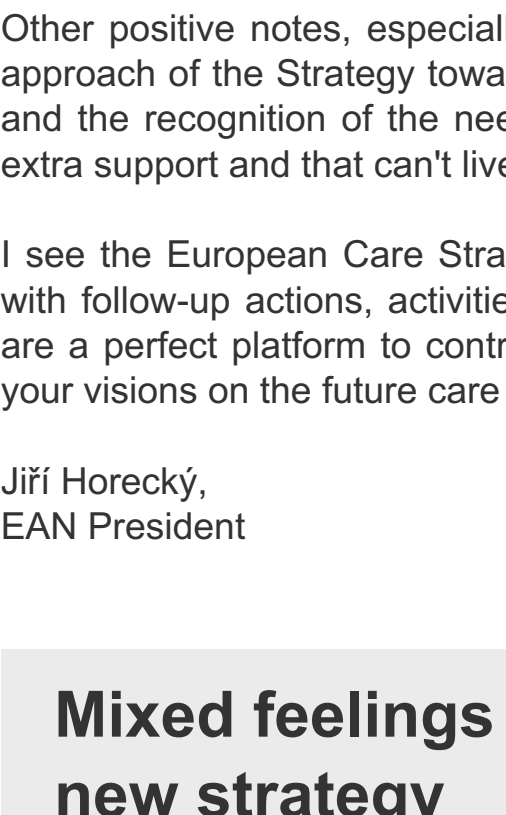 Other positive notes, especiall
approach of the Strategy towa
and the recognition of the nee
extra support and that can't live
I see the European Care Stra
with follow-up actions, activitie
are a perfect platform to contr
your visions on the future care
Jiří Horecký,
EAN President
Mixed feelings
new strategy